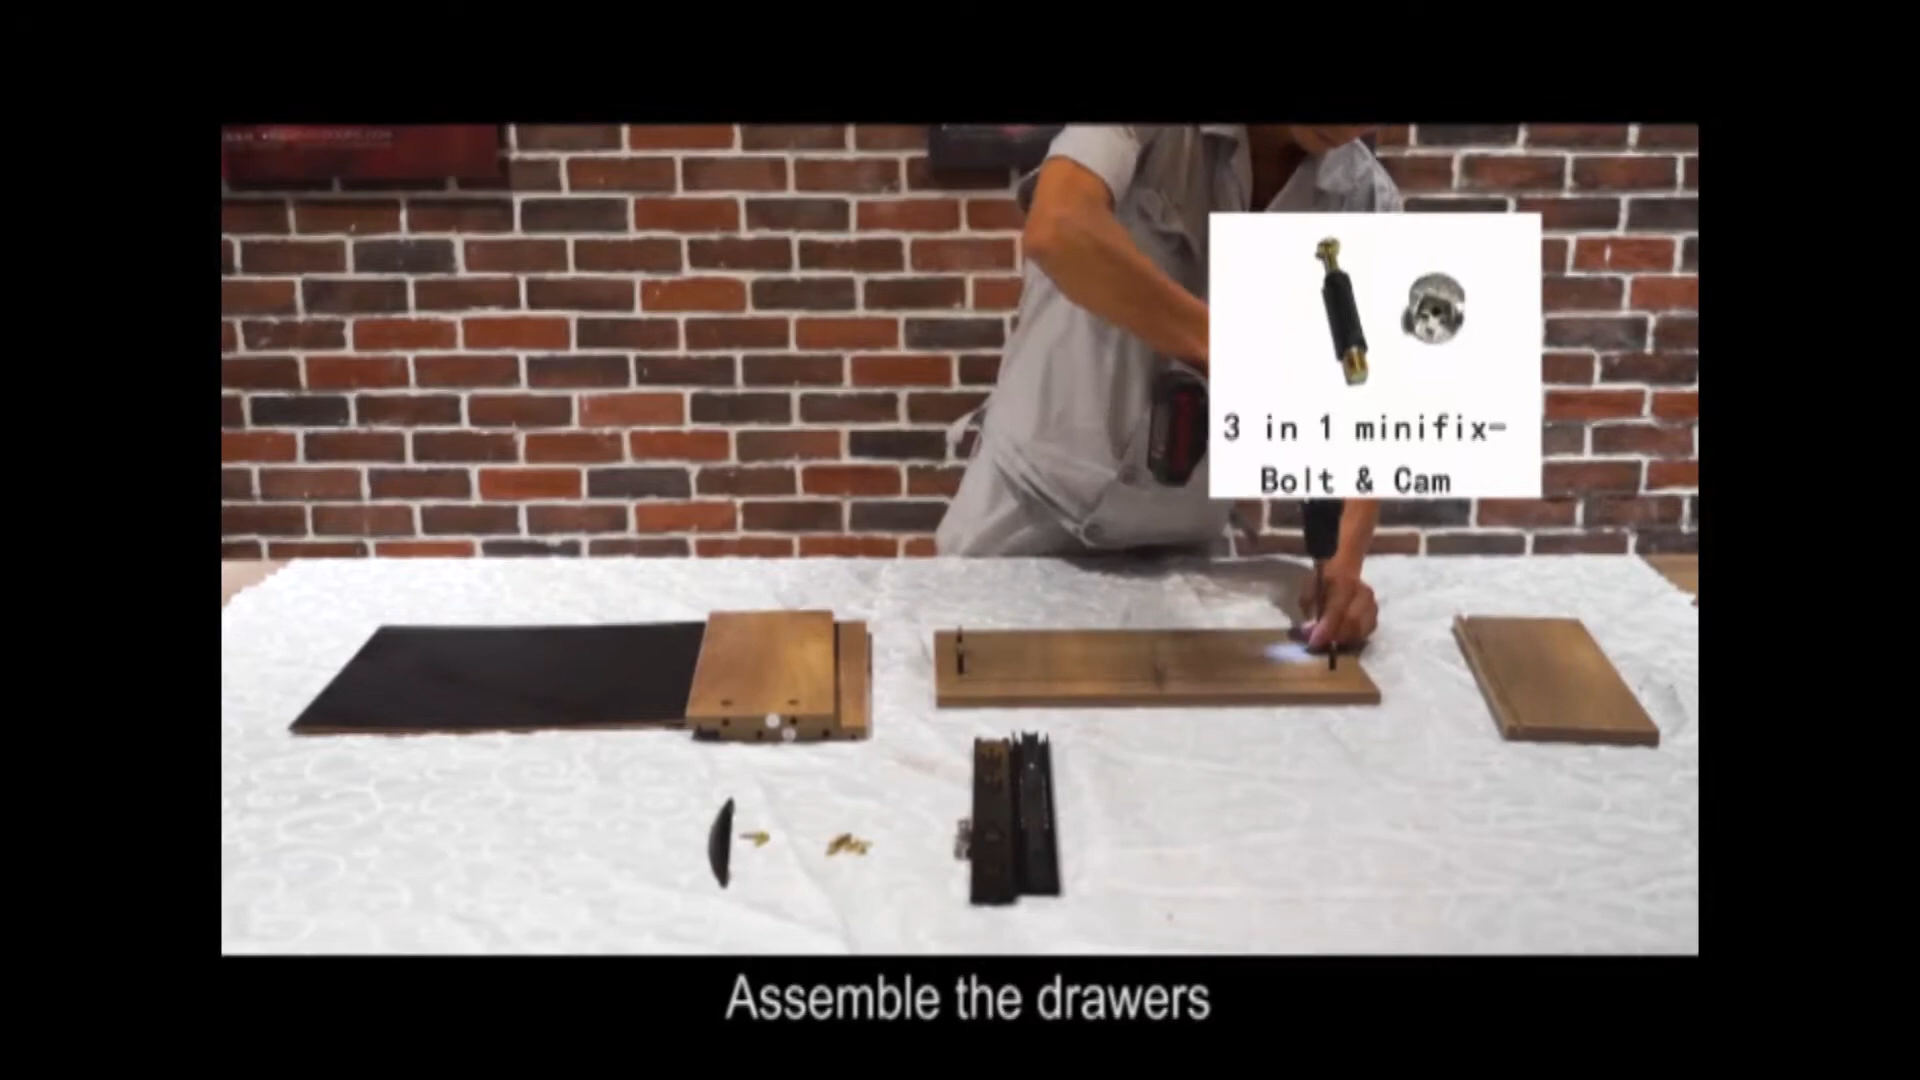 3 in 1 minifix-
Bolt & Cam
Assemble the drawers